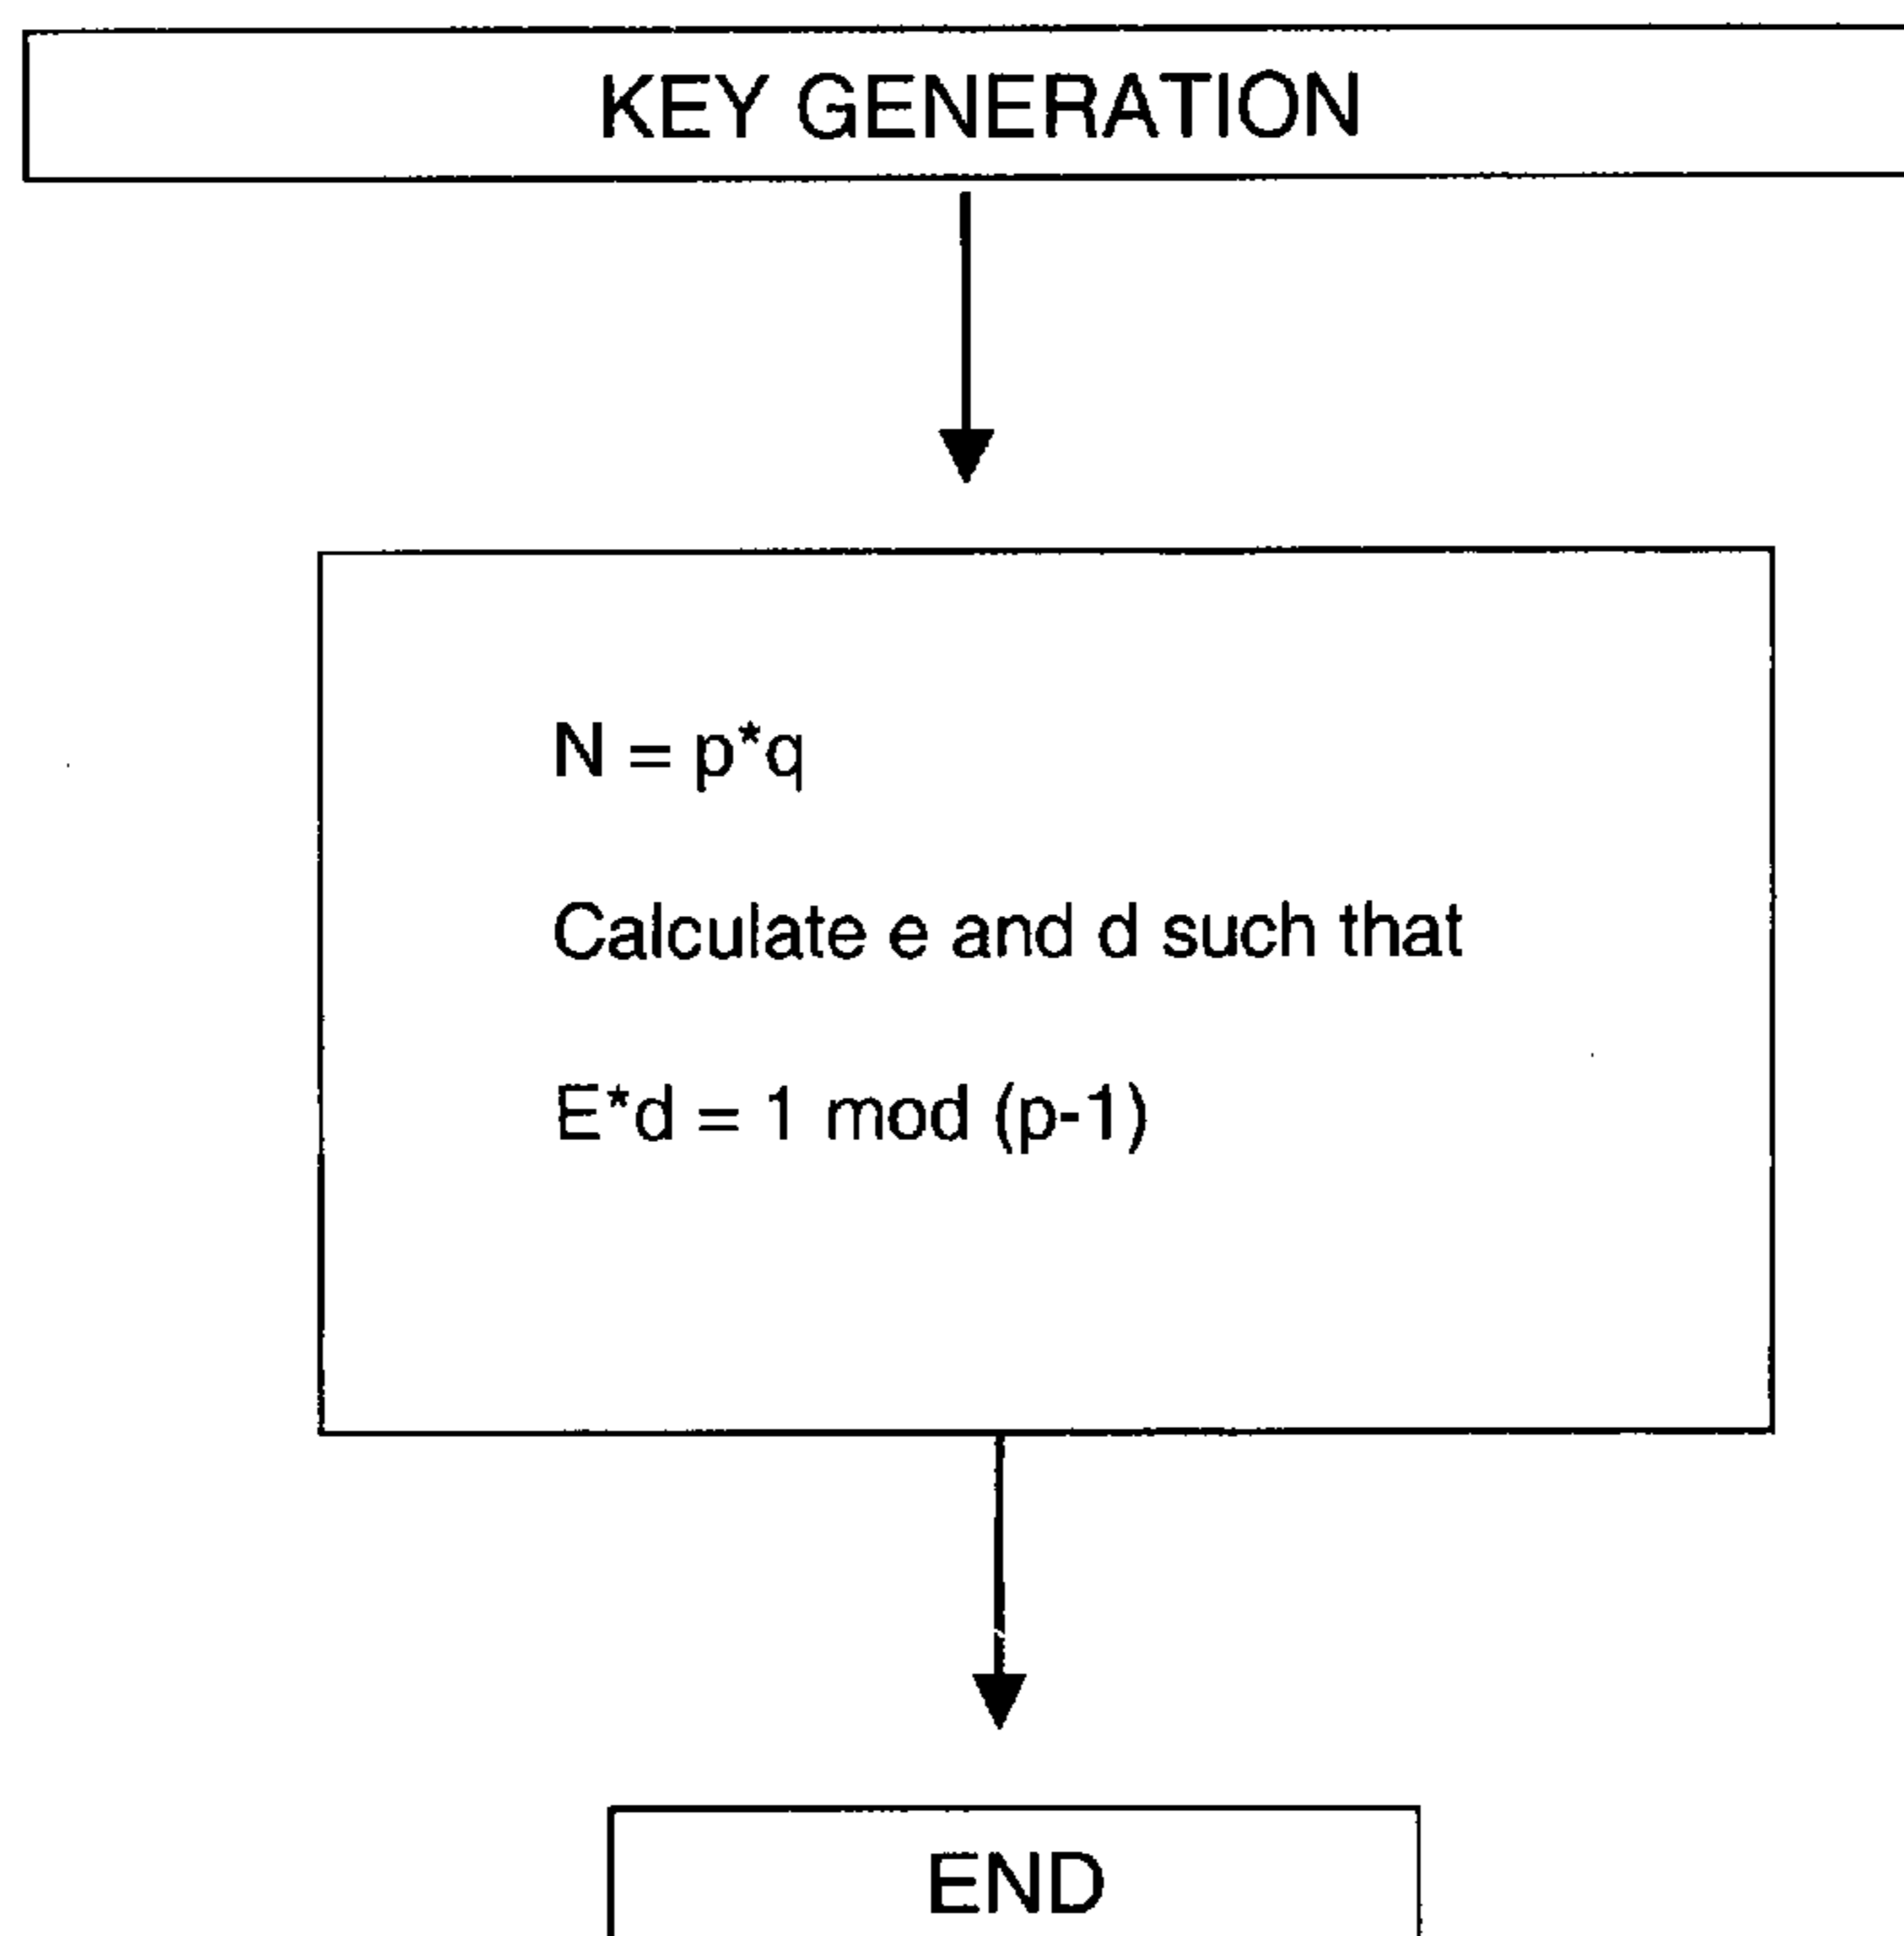 KEY GENERATION
N = p*q
Calculate e and d such that
E*d = 1 mod (p-1)
END